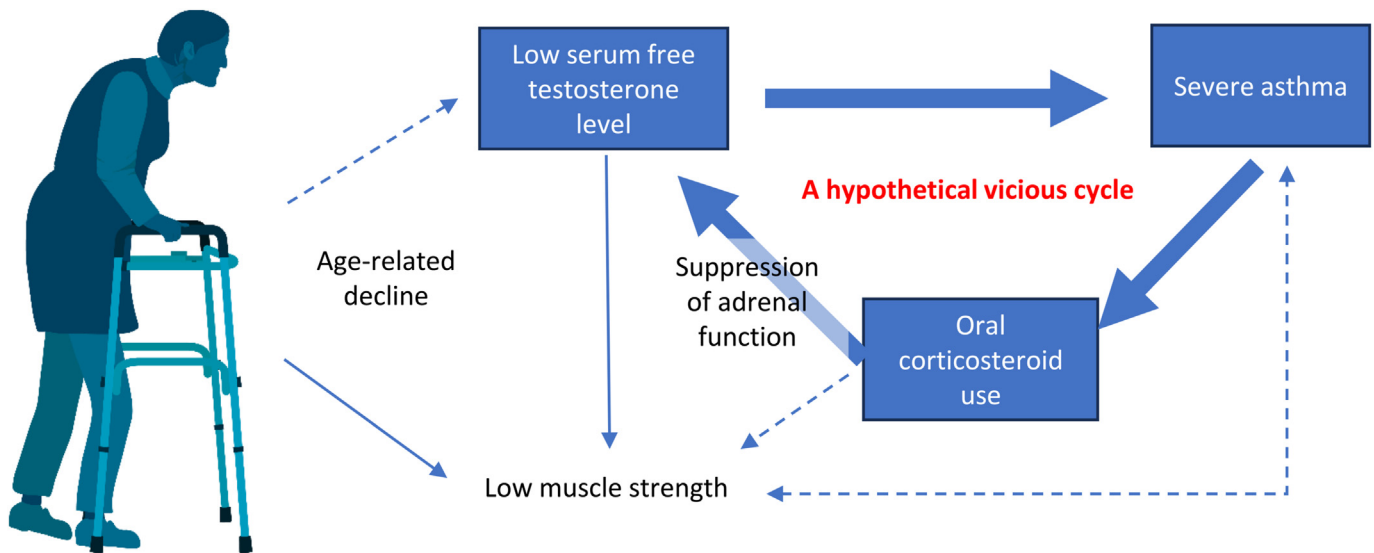 Low serum free
testosterone
level
Severe asthma
A hypothetical vicious cycle
Age-related
decline
Suppression
of adrenal
function
Oral
corticosteroid
use
Low muscle strength